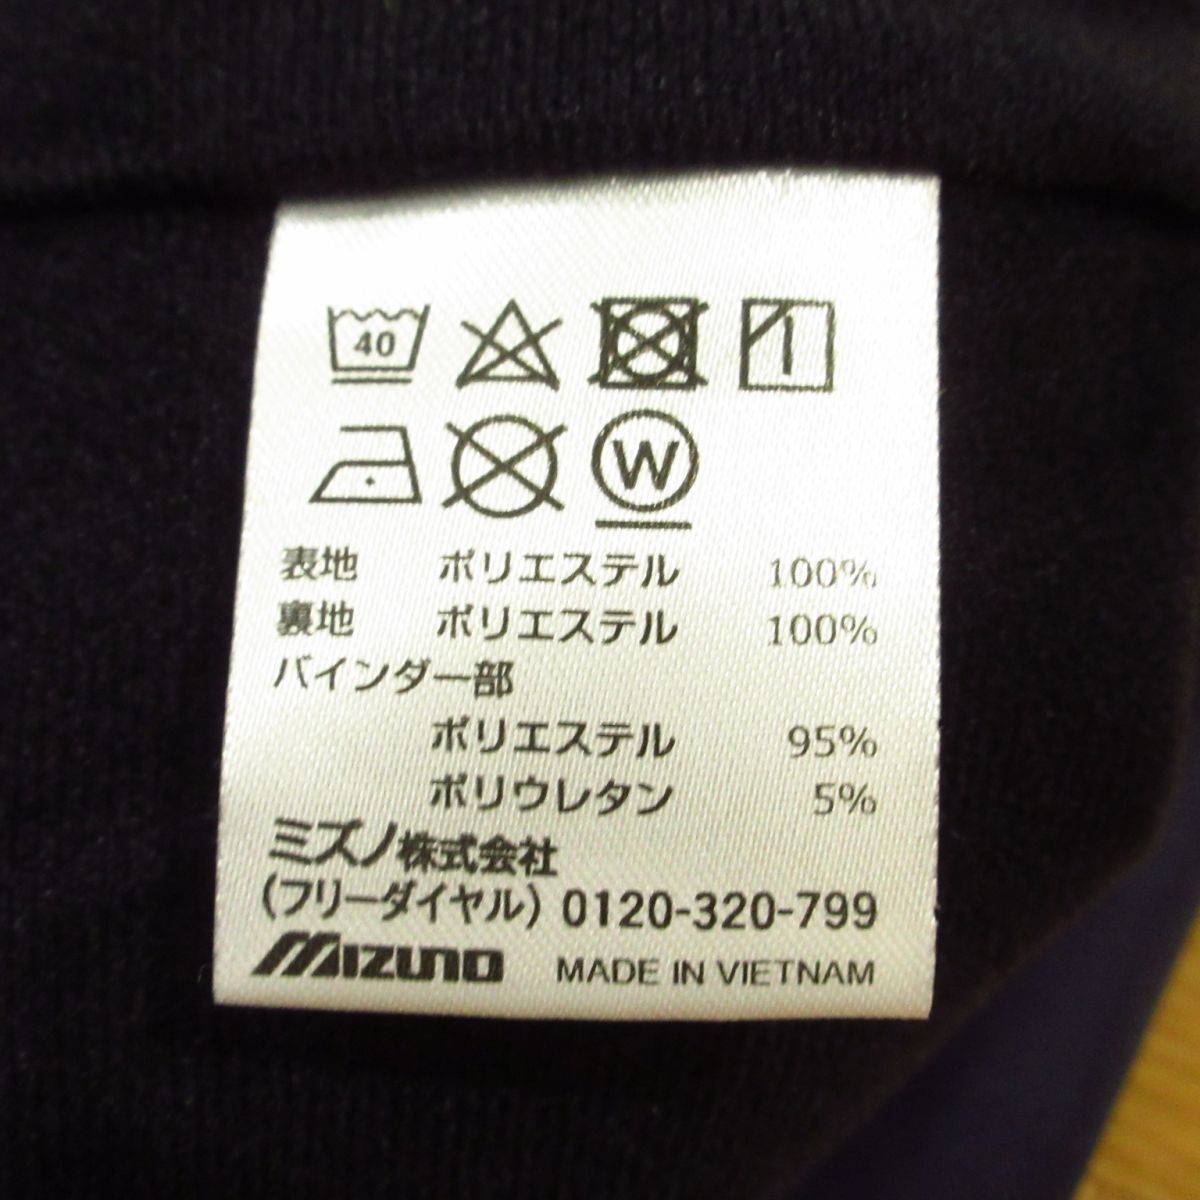 40
W
表地 ポリエステル 100%
裏地 ポリエステル 100%
バインダー部
ポリエステル 95%
ポリウレタン 5%
ミズノ株式会社
(フリーダイヤル) 0120-320-799
MIZUNO MADE IN VIETNAM